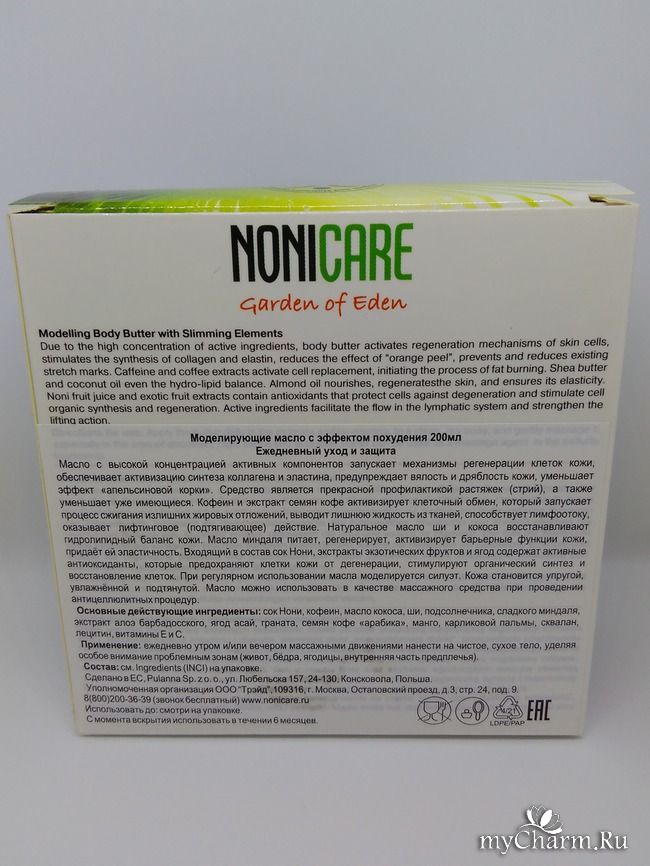 NONICARE
Garden of Eden
Modelling Body Butter with Slimming Elements
Due to the high concentration of active ingredients, body butter activates regeneration mechanisms of skin cells,
stimulates the synthesis of collagen and elastin, reduces the effect of “orange peel”, prevents and reduces existing
stretch marks. Caffeine and coffee extracts activate cell replacement, initiating the process of fat burning. Shea butter
and coconut oil even the hydro-lipid balance. Almond oil nourishes, regeneratesthe skin, and ensures its elasticity.
Noni fruit juice and exotic fruit extracts contain antioxidants that protect cells against degeneration and stimulate cell
organic synthesis and regeneration. Active ingredients facilitate the flow in the lymphatic system and strengthen the
lifting action.
Моделирующие масло с эффектом похудения 200мл
Ежедневный уход и защита
Масло с высокой концентрацией активных компонентов запускает механизмы регенерации клеток кожи,
обеспечивает активизацию синтеза коллагена и эластина, предупреждает вялость и дряблость кожи, уменьшает
эффект «апельсиновой корки». Средство является прекрасной профилактикой растяжек (стрий), а также
уменьшает уже имеющиеся. Кофеин и экстракт семян кофе активизирует клеточный обмен, который запускает
процесс сжигания излишних жировых отложений, выводит лишнюю жидкость из тканей, способствует лимфотоку,
оказывает лифтинговое (подтягивающее) действие. Натуральное масло ши и кокоса восстанавливают
гидролипидный баланс кожи. Масло миндаля питает, регенерирует, активизирует барьерные функции кожи,
придаёт ей эластичность. Входящий в состав сок Нони, экстракты экзотических фруктов и ягод содержат активные
антиоксиданты, которые предохраняют клетки кожи от дегенерации, стимулируют органический синтез и
восстановление клеток. При регулярном использовании масла моделируется силуэт. Кожа становится упругой,
увлажнённой и подтянутой. Масло можно использовать в качестве массажного средства при проведении
антицеллюлитных процедур.
Основные действующие ингредиенты: сок Нони, кофеин, масло кокоса, ши, подсолнечника, сладкого миндаля,
экстракт алоэ барбадосского, ягод асай, граната, семян кофе «арабика», манго, карликовой пальмы, сквалан,
лецитин, витамины Е и С.
Применение: ежедневно утром и/или вечером массажными движениями нанести на чистое, сухое тело, уделяя
особое внимание проблемным зонам (живот, бёдра, ягодицы, внутренняя часть предплечья).
Состав: см. Ingredients (INCI) на упаковке.
Сделано в ЕС, Pulanna Sp. z o. o., ул. Любельска 157, 24-130, Консковола, Польша.
Уполномоченная организация ООО "Трэйд",109316, г. Москва, Остаповский проезд, д.3, стр. 24, под. 9.
8(800)200-36-39 (звонок бесплатный) www.nonicare.ru
Использовать до: смотри на упаковке.
С момента вскрытия использовать в течении 6 месяцев.
4/21
LDPE/PAP
EAC
myCharm.Ru